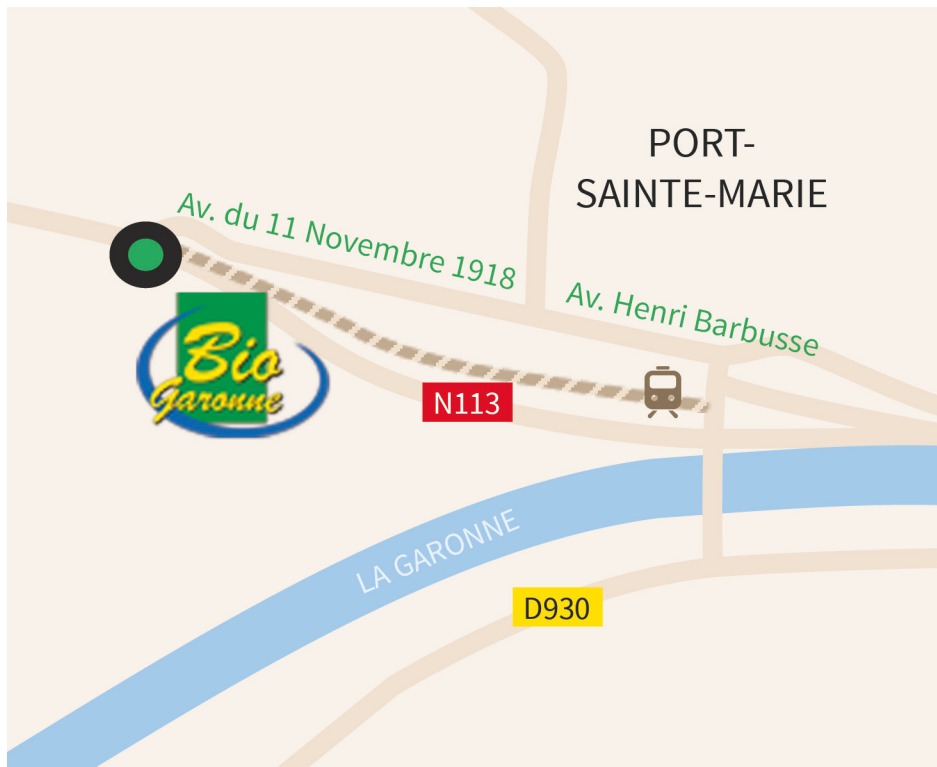 PORT-
SAINTE-MARIE
Av. du 11 Novembre 1918
Av. Henri Barbusse
Bio
Garonne
N113
LA GARONNE
D930